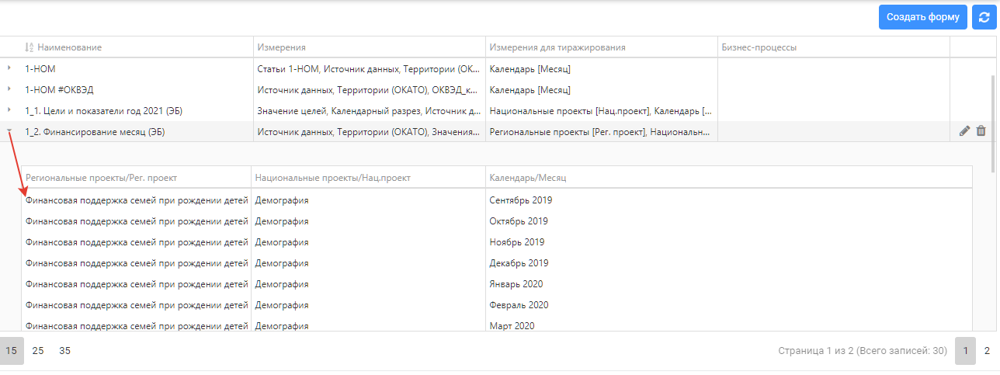 Создать форму
Наименование Измерения Измерения для тиражирования Бизнес-процессы
1-НОМ Статьи 1-НОМ, Источник данных, Территории (ОК... Календарь [Месяц]
1-НОМ #ОКВЭД Источник данных, Территории (ОКАТО), ОКВЭД_к... Календарь [Месяц]
1_1. Цели и показатели год 2021 (ЭБ) Значение целей, Календарный разрез, Источник д... Национальные проекты [Нац.проект], Календарь [...
1_2. Финансирование месяц (ЭБ) Источник данных, Территории (ОКАТО), Значения... Региональные проекты [Рег. проект], Национальн...
Региональные проекты/Рег. проект Национальные проекты/Нац.проект Календарь/Месяц
Финансовая поддержка семей при рождении детей Демография Сентябрь 2019
Финансовая поддержка семей при рождении детей Демография Октябрь 2019
Финансовая поддержка семей при рождении детей Демография Ноябрь 2019
Финансовая поддержка семей при рождении детей Демография Декабрь 2019
Финансовая поддержка семей при рождении детей Демография Январь 2020
Финансовая поддержка семей при рождении детей Демография Февраль 2020
Финансовая поддержка семей при рождении детей Демография Март 2020
15 25 35 Страница 1 из 2 (Всего записей: 30) 1 2